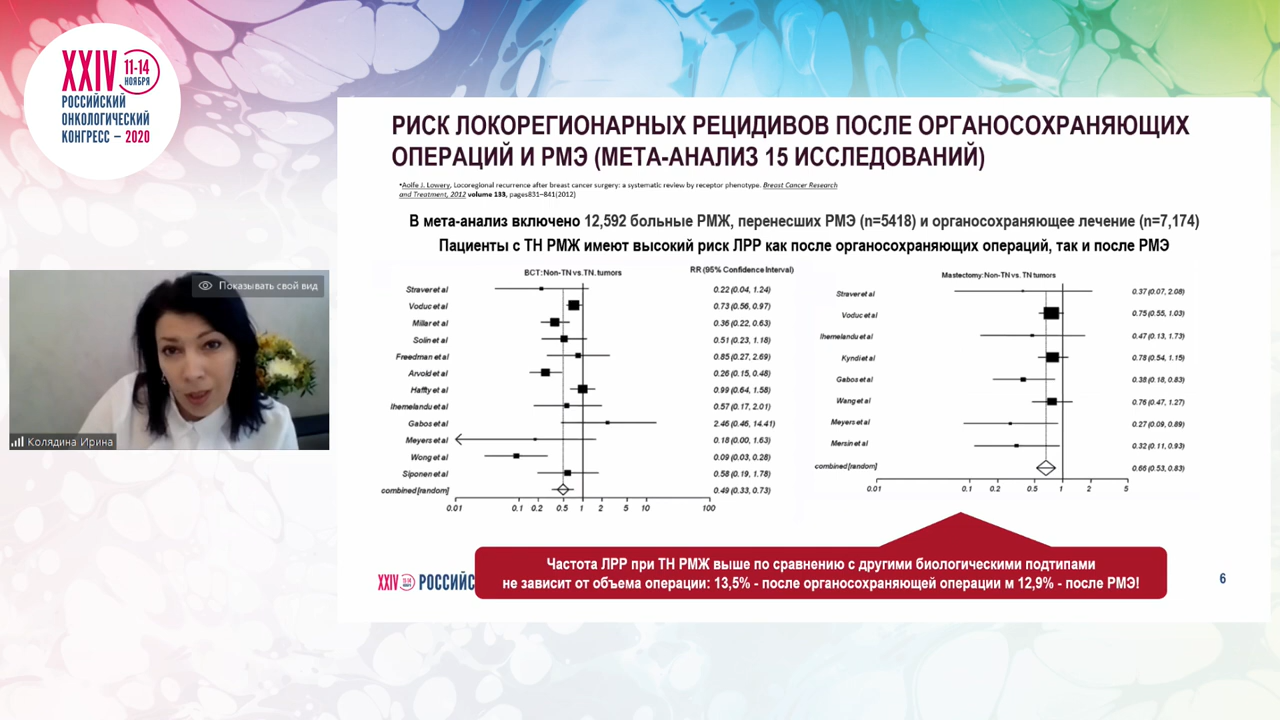 XXIV 11-14 НОЯБРЯ
РОССИЙСКИЙ
ОНКОЛОГИЧЕСКИЙ
КОНГРЕСС – 2020
РИСК ЛОКОРЕГИОНАРНЫХ РЕЦИДИВОВ ПОСЛЕ ОРГАНОСОХРАНЯЮЩИХ
ОПЕРАЦИЙ И РМЭ (МЕТА-АНАЛИЗ 15 ИССЛЕДОВАНИЙ)
•Aoife J. Lowery, Locoregional recurrence after breast cancer surgery: a systematic review by receptor phenotype. Breast Cancer Research
and Treatment, 2012 volume 133, pages831–841(2012)
В мета-анализ включено 12,592 больные РМЖ, перенесших РМЭ (n=5418) и органосохраняющее лечение (n=7,174)
Пациенты с ТН РМЖ имеют высокий риск ЛРР как после органосохраняющих операций, так и после РМЭ
BCT: Non-TN vs. TN. tumors
RR (95% Confidence Interval)
Straver et al 0.22 (0.04, 1.24)
Voduc et al 0.73 (0.56, 0.97)
Millar et al 0.36 (0.22, 0.63)
Solin et al 0.51 (0.23, 1.18)
Freedman et al 0.85 (0.27, 2.69)
Arvold et al 0.26 (0.15, 0.48)
Haffty et al 0.99 (0.64, 1.58)
Ihemelandu et al 0.57 (0.17, 2.01)
Gabos et al 2.46 (0.46, 14.41)
Meyers et al 0.18 (0.00, 1.63)
Wong et al 0.09 (0.03, 0.28)
Siponen et al 0.58 (0.19, 1.78)
combined [random] 0.49 (0.33, 0.73)
0.01 0.1 0.2 0.5 1 2 5 10 100
Mastectomy: Non-TN vs. TN tumors
Straver et al 0.37 (0.07, 2.08)
Voduc et al 0.75 (0.55, 1.03)
Ihemelandu et al 0.47 (0.13, 1.73)
Kyndi et al 0.78 (0.54, 1.15)
Gabos et al 0.38 (0.18, 0.83)
Wang et al 0.76 (0.47, 1.27)
Meyers et al 0.27 (0.09, 0.89)
Mersin et al 0.32 (0.11, 0.93)
combined [random] 0.66 (0.53, 0.83)
0.01 0.1 0.2 0.5 1 2 5
Показывать свой вид
Колядина Ирина
Частота ЛРР при ТН РМЖ выше по сравнению с другими биологическими подтипами
не зависит от объема операции: 13,5% - после органосохраняющей операции м 12,9% - после РМЭ!
XXIV 11-14 РОССИЙС
6